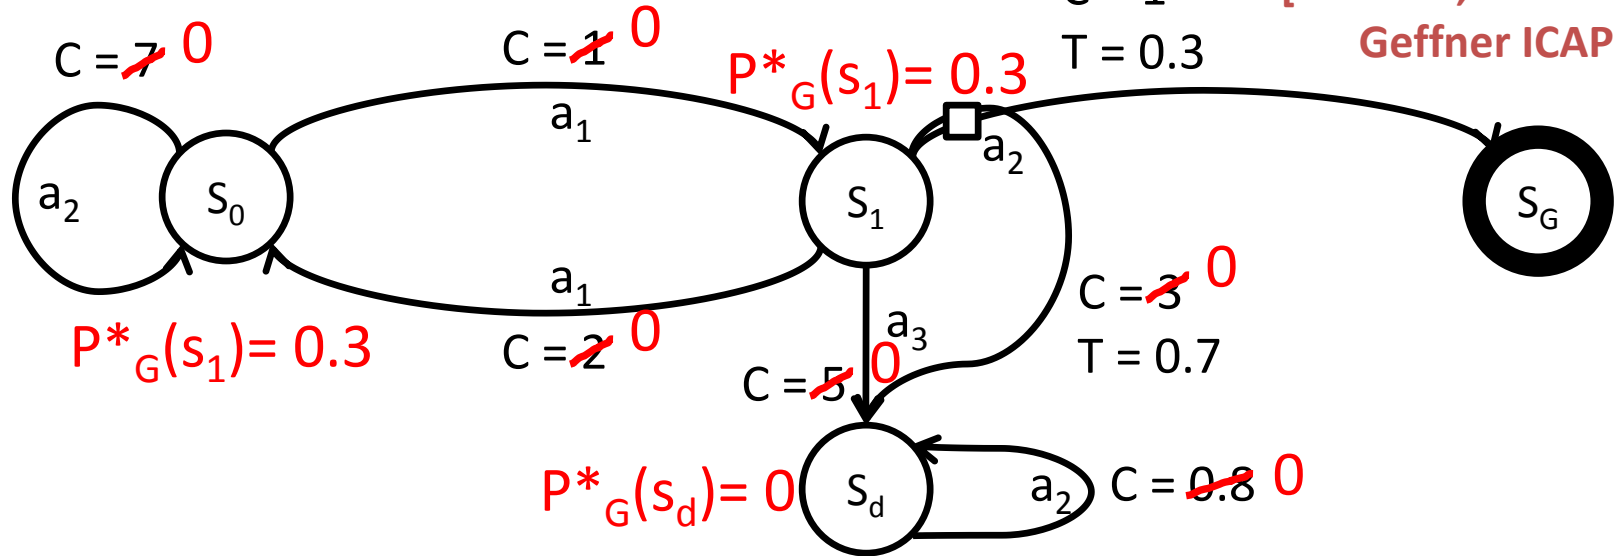 T = 0.3
Geffner ICAP
C = 7 0
C = 1 0
P*G(s1)= 0.3
a1
a2
a2
S0
S1
SG
a1
C = 3 0
P*G(s1)= 0.3
C = 2 0
a3
T = 0.7
C = 5 0
P*G(sd)= 0
Sd
a2
C = 0.8 0